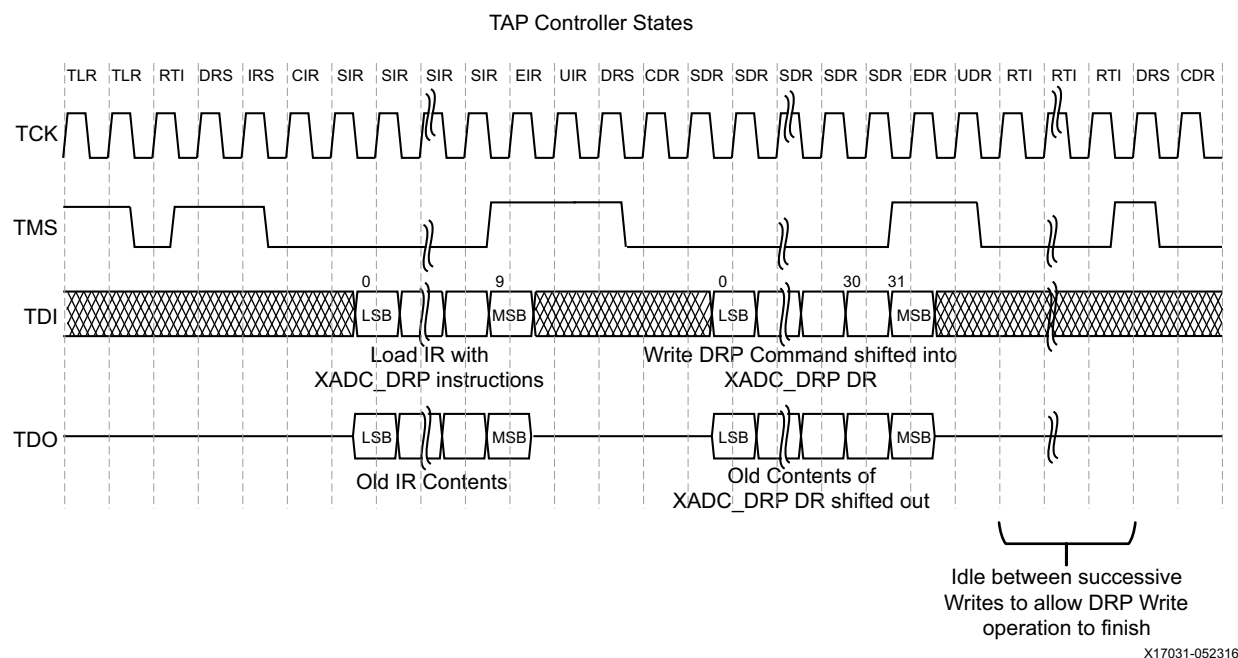 TAP Controller States
TLR TLR RTI DRS IRS CIR SIR SIR SIR SIR EIR UIR DRS CDR SDR SDR SDR SDR SDR EDR UDR RTI RTI RTI DRS CDR
TCK
TMS
0 9 0 30 31
TDI LSB MSB LSB MSB
Load IR with
XADC_DRP instructions
Write DRP Command shifted into
XADC_DRP DR
TDO LSB MSB LSB MSB
Old IR Contents
Old Contents of
XADC_DRP DR shifted out
Idle between successive
Writes to allow DRP Write
operation to finish
X17031-052316